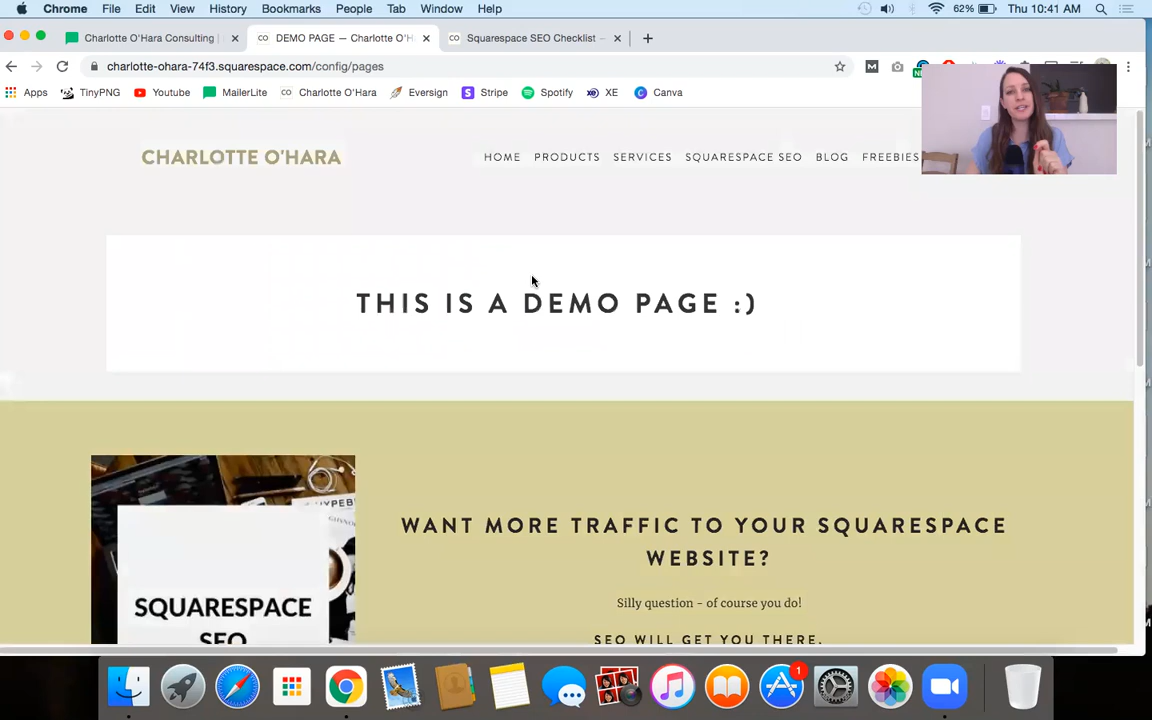 Chrome File Edit View History Bookmarks People Tab Window Help 62% Thu 10:41 AM
Charlotte O'Hara Consulting | × DEMO PAGE — Charlotte O'H × Squarespace SEO Checklist – ×
charlotte-ohara-74f3.squarespace.com/config/pages
Apps TinyPNG Youtube MailerLite CO Charlotte O'Hara Eversign Stripe Spotify XE Canva
CHARLOTTE O'HARA HOME PRODUCTS SERVICES SQUARESPACE SEO BLOG FREEBIES
THIS IS A DEMO PAGE :)
WANT MORE TRAFFIC TO YOUR SQUARESPACE
WEBSITE?
Silly question - of course you do!
SEO WILL GET YOU THERE.
SQUARESPACE
SEO
1